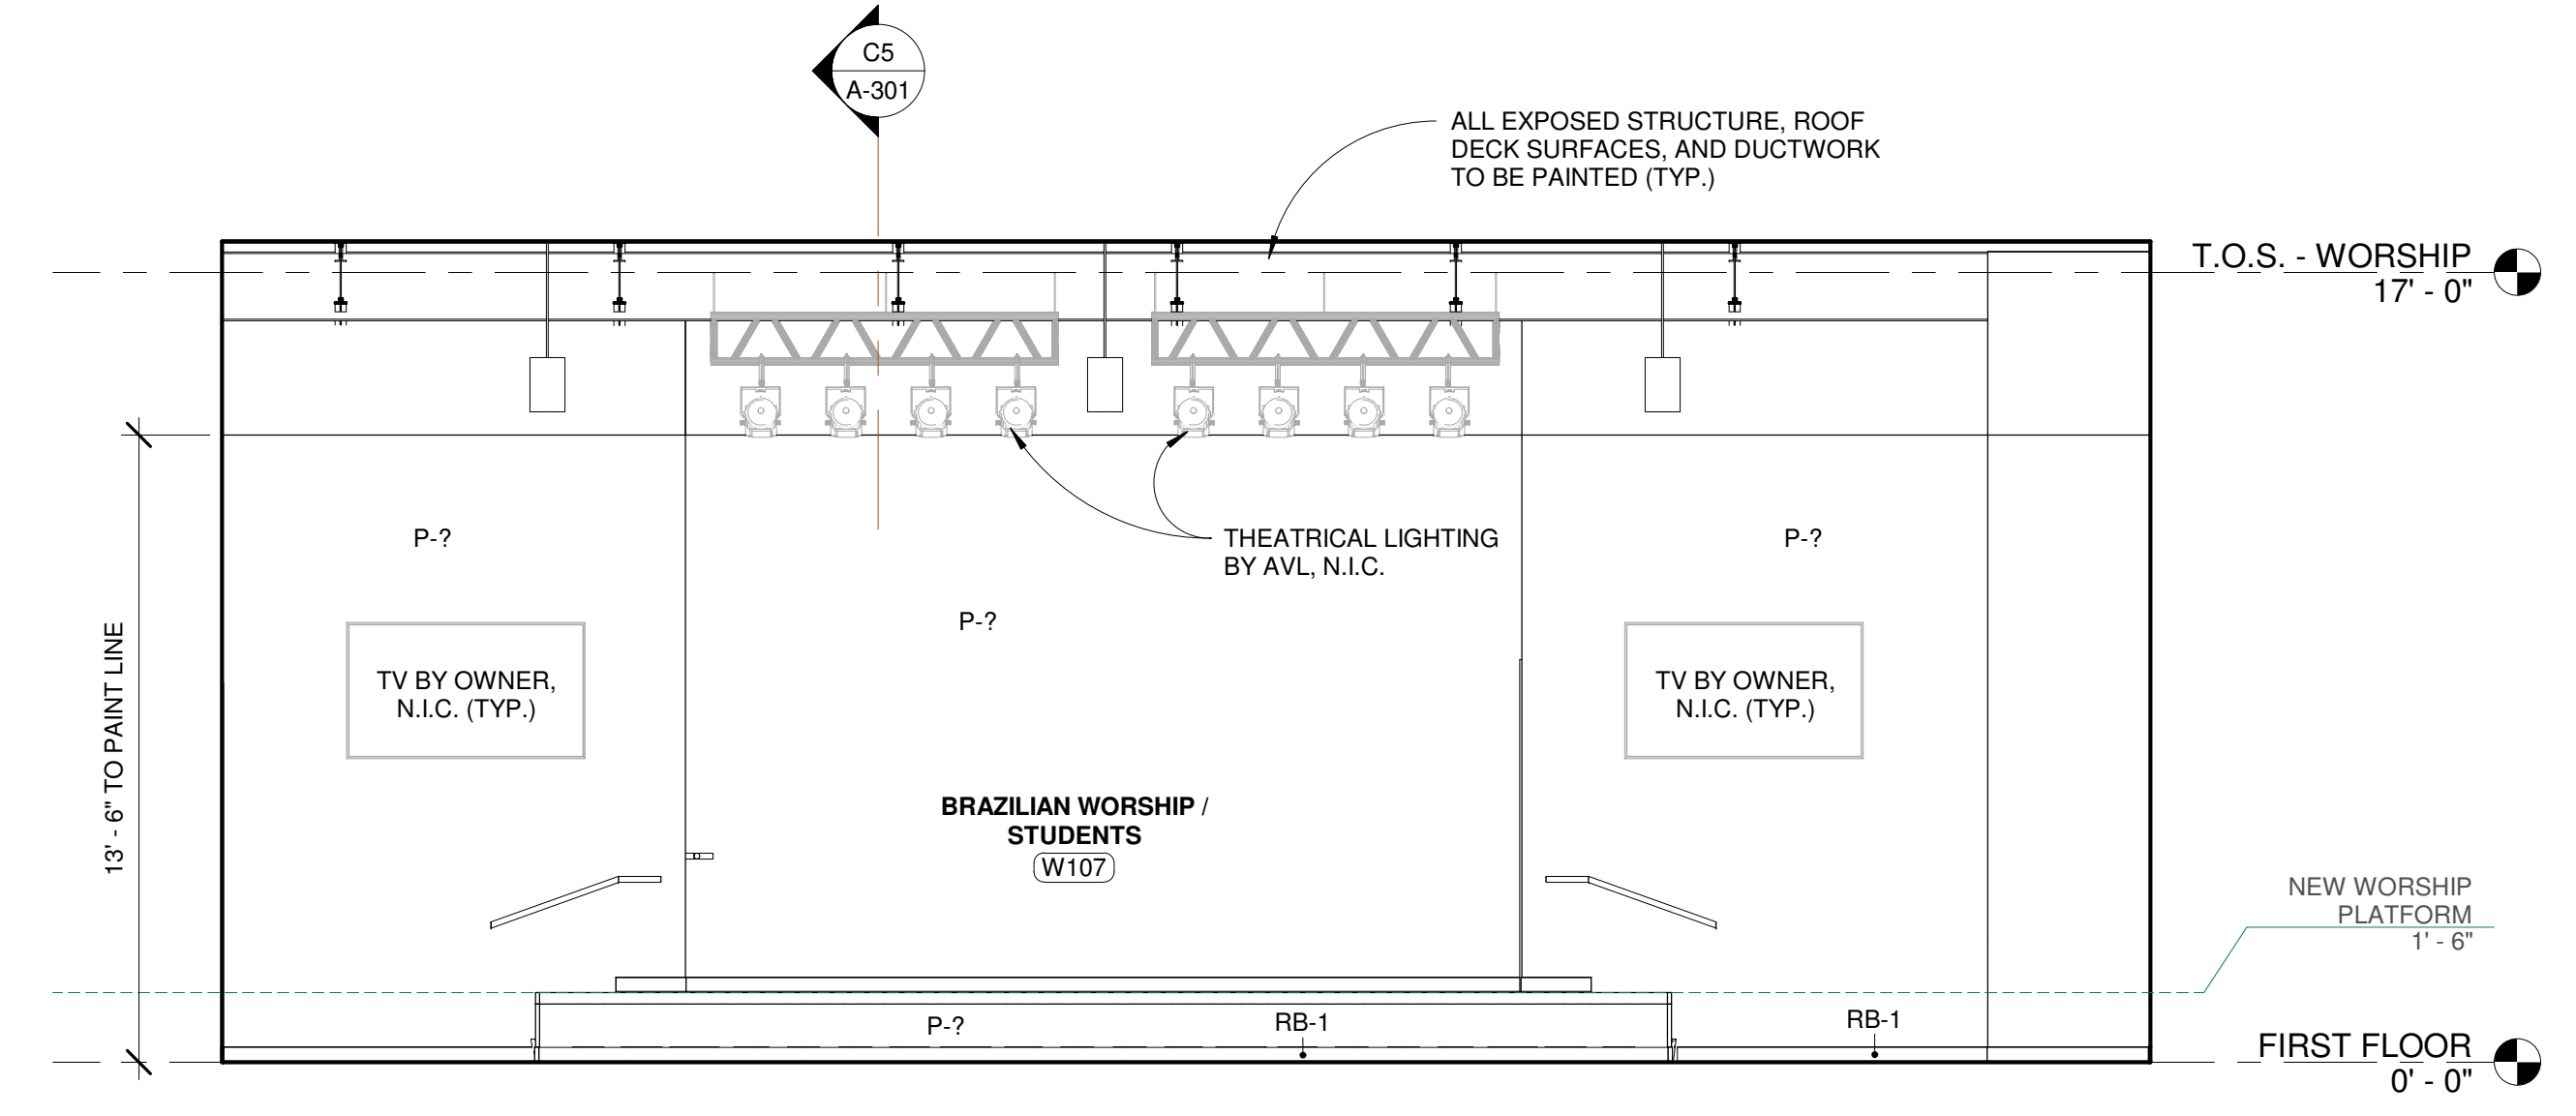 C5
A-301
ALL EXPOSED STRUCTURE, ROOF
DECK SURFACES, AND DUCTWORK
TO BE PAINTED (TYP.)
T.O.S. - WORSHIP
17' - 0"
P-?
P-?
THEATRICAL LIGHTING
BY AVL, N.I.C.
P-?
13' - 6" TO PAINT LINE
TV BY OWNER,
N.I.C. (TYP.)
TV BY OWNER,
N.I.C. (TYP.)
BRAZILIAN WORSHIP /
STUDENTS
W107
NEW WORSHIP
PLATFORM
1' - 6"
P-?
RB-1
RB-1
FIRST FLOOR
0' - 0"